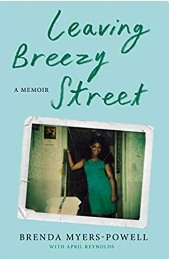 Leaving
Breezy
A MEMOIR
Street
BRENDA MYERS-POWELL
WITH APRIL REYNOLDS